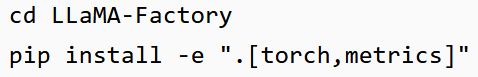 cd LLaMA-Factory
pip install -e ".[torch,metrics]"